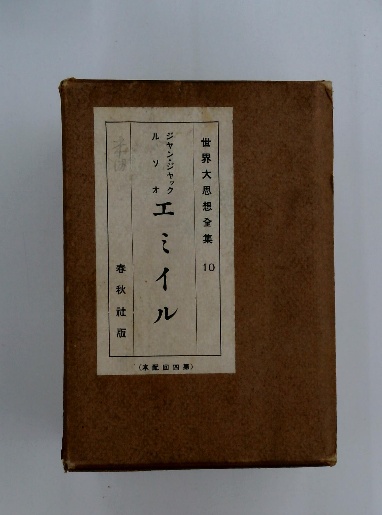 世界大思想全集 10
ジャン・ジャック
ルソオ
エミイル
春秋社版
(第四回配本)